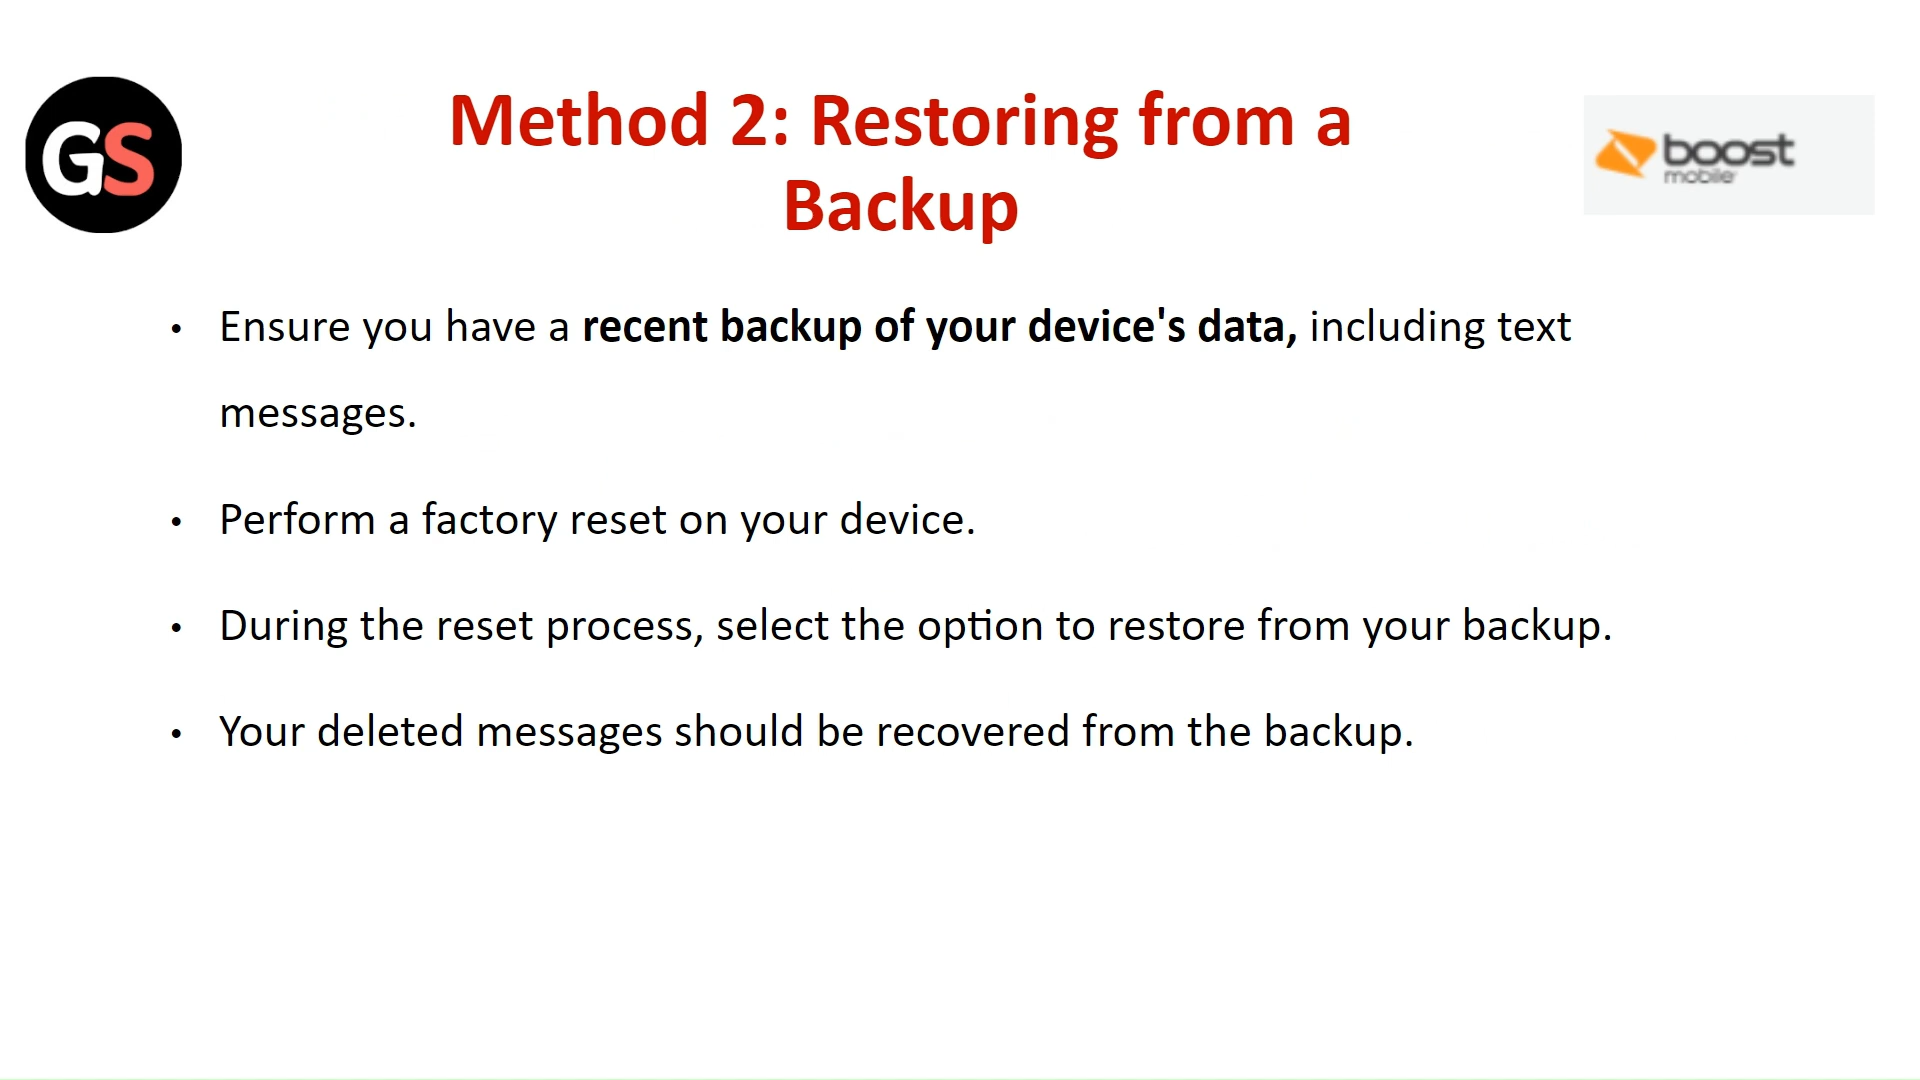 GS
Method 2: Restoring from a
Backup
boost
mobile
• Ensure you have a recent backup of your device's data, including text
messages.
• Perform a factory reset on your device.
• During the reset process, select the option to restore from your backup.
• Your deleted messages should be recovered from the backup.